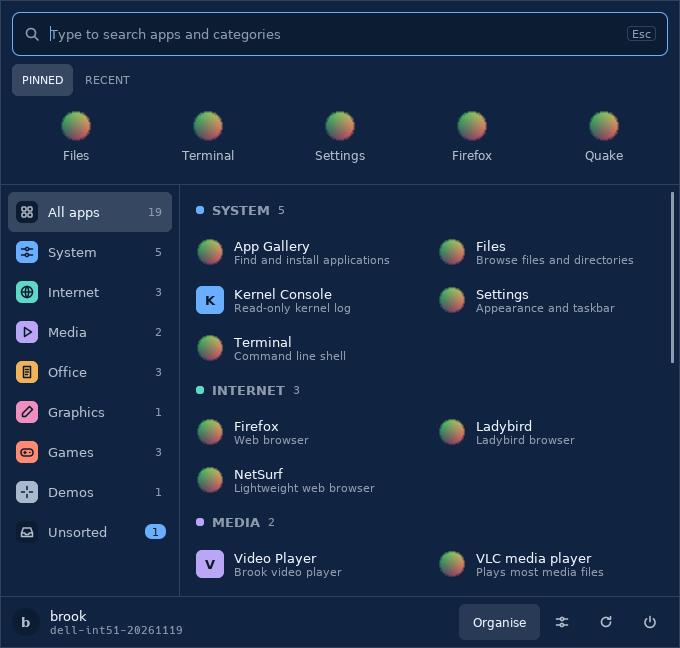 Type to search apps and categories
Esc
PINNED RECENT
Files Terminal Settings Firefox Quake
All apps 19
System 5
Internet 3
Media 2
Office 3
Graphics 1
Games 3
Demos 1
Unsorted 1
SYSTEM 5
App Gallery
Find and install applications
Files
Browse files and directories
K
Kernel Console
Read-only kernel log
Settings
Appearance and taskbar
Terminal
Command line shell
INTERNET 3
Firefox
Web browser
Ladybird
Ladybird browser
NetSurf
Lightweight web browser
MEDIA 2
V
Video Player
Brook video player
VLC media player
Plays most media files
b
brook
dell-int51-20261119
Organise